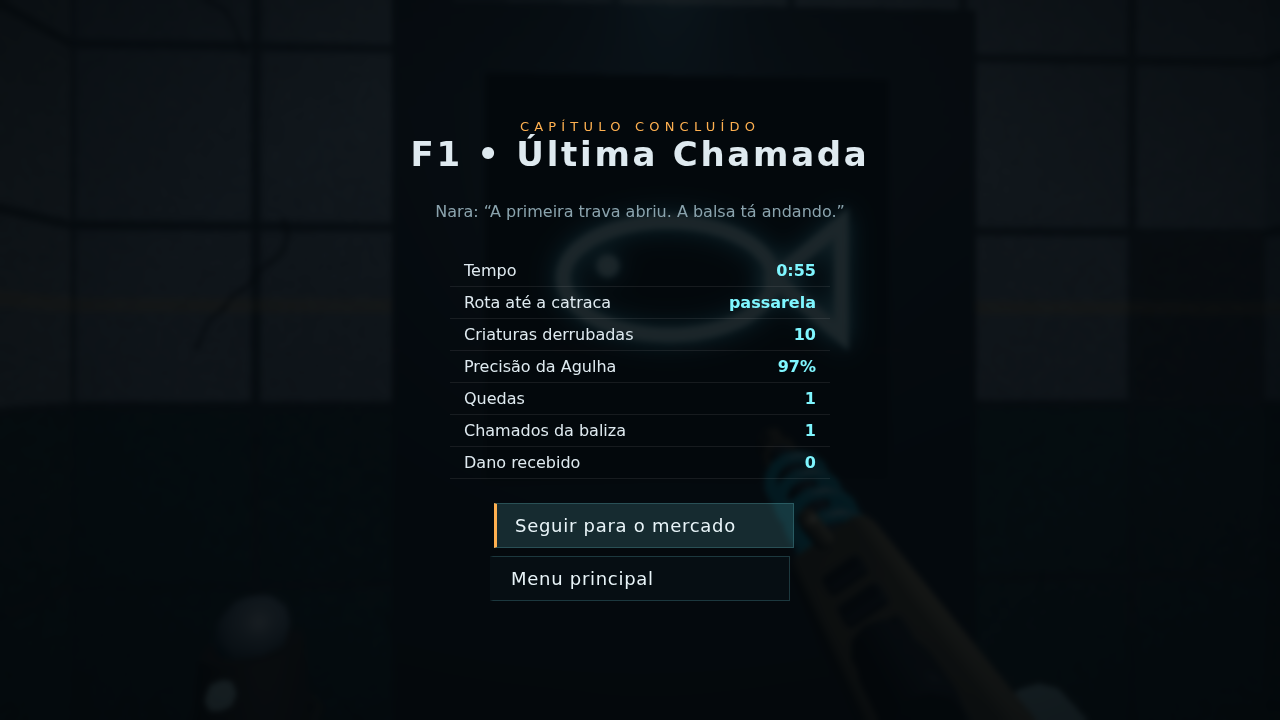 CAPÍTULO CONCLUÍDO
F1 • Última Chamada
Nara: “A primeira trava abriu. A balsa tá andando.”
Tempo 0:55
Rota até a catraca passarela
Criaturas derrubadas 10
Precisão da Agulha 97%
Quedas 1
Chamados da baliza 1
Dano recebido 0
Seguir para o mercado
Menu principal